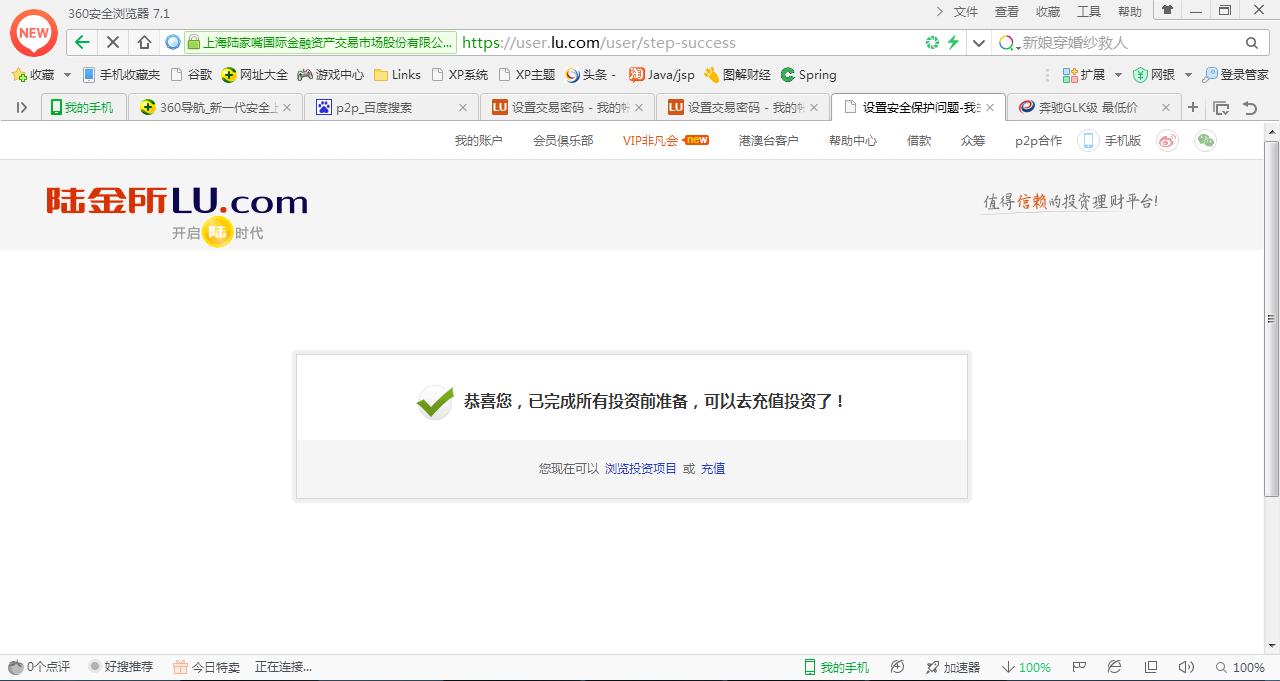 NEW
360安全浏览器 7.1
文件 查看 收藏 工具 帮助
上海陆家嘴国际金融资产交易市场股份有限公... https://user.lu.com/user/step-success 新娘穿婚纱救人
收藏 手机收藏夹 谷歌 网址大全 游戏中心 Links XP系统 XP主题 头条 - 淘 Java/jsp 图解财经 Spring 扩展 网银 登录管家
我的手机 360导航_新一代安全上 p2p_百度搜索 LU 设置交易密码 - 我的 LU 设置交易密码 - 我的 设置安全保护问题-我 奔驰GLK级 最低价
我的账户 会员俱乐部 VIP非凡会 new 港澳台客户 帮助中心 借款 众筹 p2p合作 手机版
陆金所LU.com
开启 陆 时代
值得信赖的投资理财平台!
恭喜您，已完成所有投资前准备，可以去充值投资了！
您现在可以 浏览投资项目 或 充值
0个点评 好搜推荐 今日特卖 正在连接... 我的手机 加速器 100% 100%